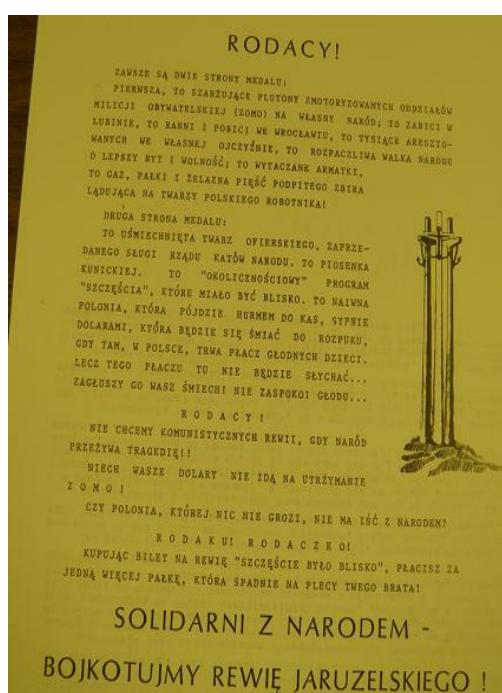 RODACY!
ZAWSZE SĄ DWIE STRONY MEDALU:
PIERWSZA, TO SZARŻUJĄCE PLUTONY ZMOTORYZOWANYCH ODDZIAŁÓW
MILICJI OBYWATELSKIEJ (ZOMO) NA WŁASNY NARÓD; TO ZABICI W
LUBINIE, TO RANNI I POBICI WE WROCŁAWIU, TO TYSIĄCE ARESZTO-
WANYCH WE WŁASNEJ OJCZYŹNIE, TO ROZPACZLIWA WALKA NARODU
O LEPSZY BYT I WOLNOŚĆ; TO WYTACZANE ARMATKI,
TO GAZ, PAŁKI I ŻELAZNA PIĘŚĆ PODPITEGO ZBIRA
LĄDUJĄCA NA TWARZY POLSKIEGO ROBOTNIKA!
DRUGA STRONA MEDALU:
TO UŚMIECHNIĘTA TWARZ OFIERSKIEGO, ZAPRZE-
DANEGO SŁUGI RZĄDU KATÓW NARODU. TO PIOSENKA
KUNICKIEJ. TO "OKOLICZNOŚCIOWY" PROGRAM
"SZCZĘŚCIA", KTÓRE MIAŁO BYĆ BLISKO. TO NAIWNA
POLONIA, KTÓRA PÓJDZIE HURMEM DO KAS, SYPNIE
DOLARAMI, KTÓRA BĘDZIE SIĘ ŚMIAĆ DO ROZPUKU,
GDY TAM, W POLSCE, TRWA PŁACZ GŁODNYCH DZIECI.
LECZ TEGO PŁACZU TU NIE BĘDZIE SŁYCHAĆ...
ZAGŁUSZY GO WASZ ŚMIECH! NIE ZASPOKOI GŁODU...
R O D A C Y !
NIE CHCEMY KOMUNISTYCZNYCH REWII, GDY NARÓD
PRZEŻYWA TRAGEDIĘ!!
NIECH WASZE DOLARY NIE IDĄ NA UTRZYMANIE
Z O M O !
CZY POLONIA, KTÓREJ NIC NIE GROZI, NIE MA IŚĆ Z NARODEM?
R O D A K U ! R O D A C Z K O !
KUPUJĄC BILET NA REWIĘ "SZCZĘŚCIE BYŁO BLISKO", PŁACISZ ZA
JEDNĄ WIĘCEJ PAŁKĘ, KTÓRA SPADNIE NA PLECY TWEGO BRATA!
SOLIDARNI Z NARODEM -
BOJKOTUJMY REWIĘ JARUZELSKIEGO !